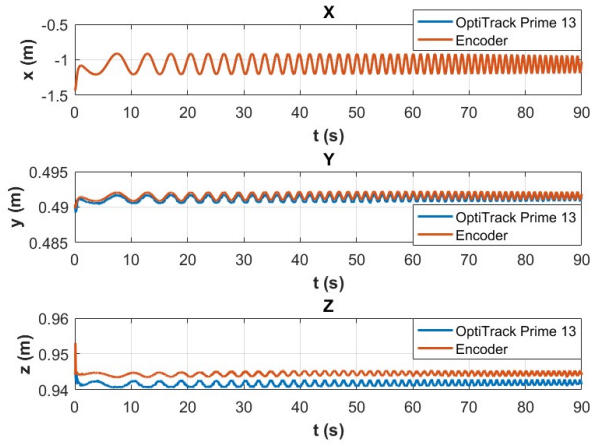 X
-0.5
-1
-1.5
x (m)
OptiTrack Prime 13
Encoder
0 10 20 30 40 50 60 70 80 90
t (s)
Y
0.495
0.49
0.485
y (m)
OptiTrack Prime 13
Encoder
0 10 20 30 40 50 60 70 80 90
t (s)
Z
0.96
0.95
0.94
z (m)
OptiTrack Prime 13
Encoder
0 10 20 30 40 50 60 70 80 90
t (s)